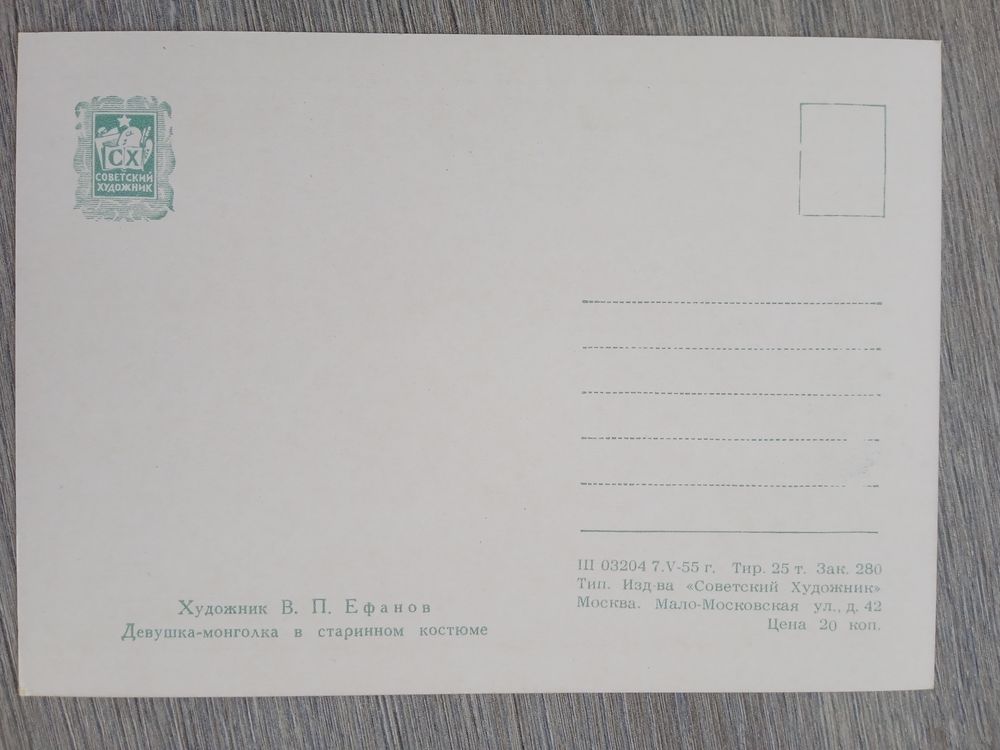 СХ
СОВЕТСКИЙ
ХУДОЖНИК
Художник В. П. Ефанов
Девушка-монголка в старинном костюме
Ш 03204 7.V-55 г. Тир. 25 т. Зак. 280
Тип. Изд-ва «Советский Художник»
Москва. Мало-Московская ул., д. 42
Цена 20 коп.